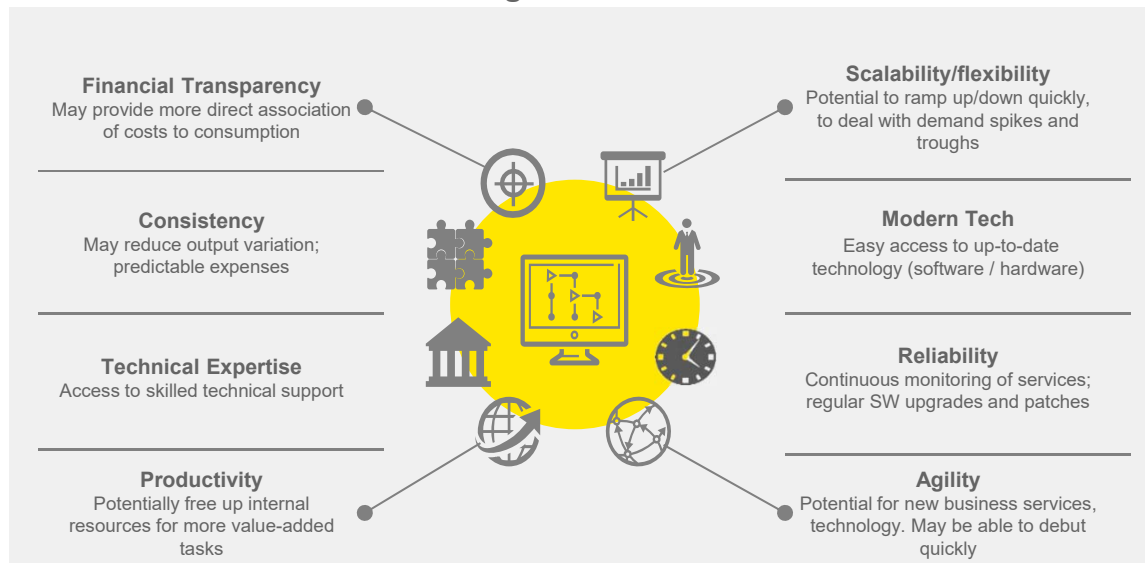 Financial Transparency
May provide more direct association
of costs to consumption
Consistency
May reduce output variation;
predictable expenses
Technical Expertise
Access to skilled technical support
Productivity
Potentially free up internal
resources for more value-added
tasks
Scalability/flexibility
Potential to ramp up/down quickly,
to deal with demand spikes and
troughs
Modern Tech
Easy access to up-to-date
technology (software / hardware)
Reliability
Continuous monitoring of services;
regular SW upgrades and patches
Agility
Potential for new business services,
technology. May be able to debut
quickly